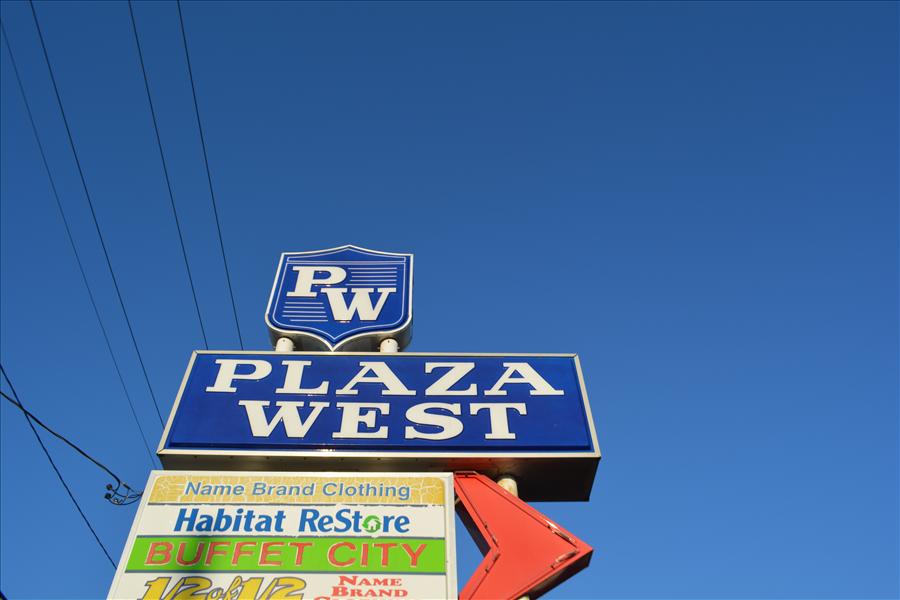 PW
PLAZA
WEST
Name Brand Clothing
Habitat ReStore
BUFFET CITY
1/2 of 1/2 NAME
BRAND